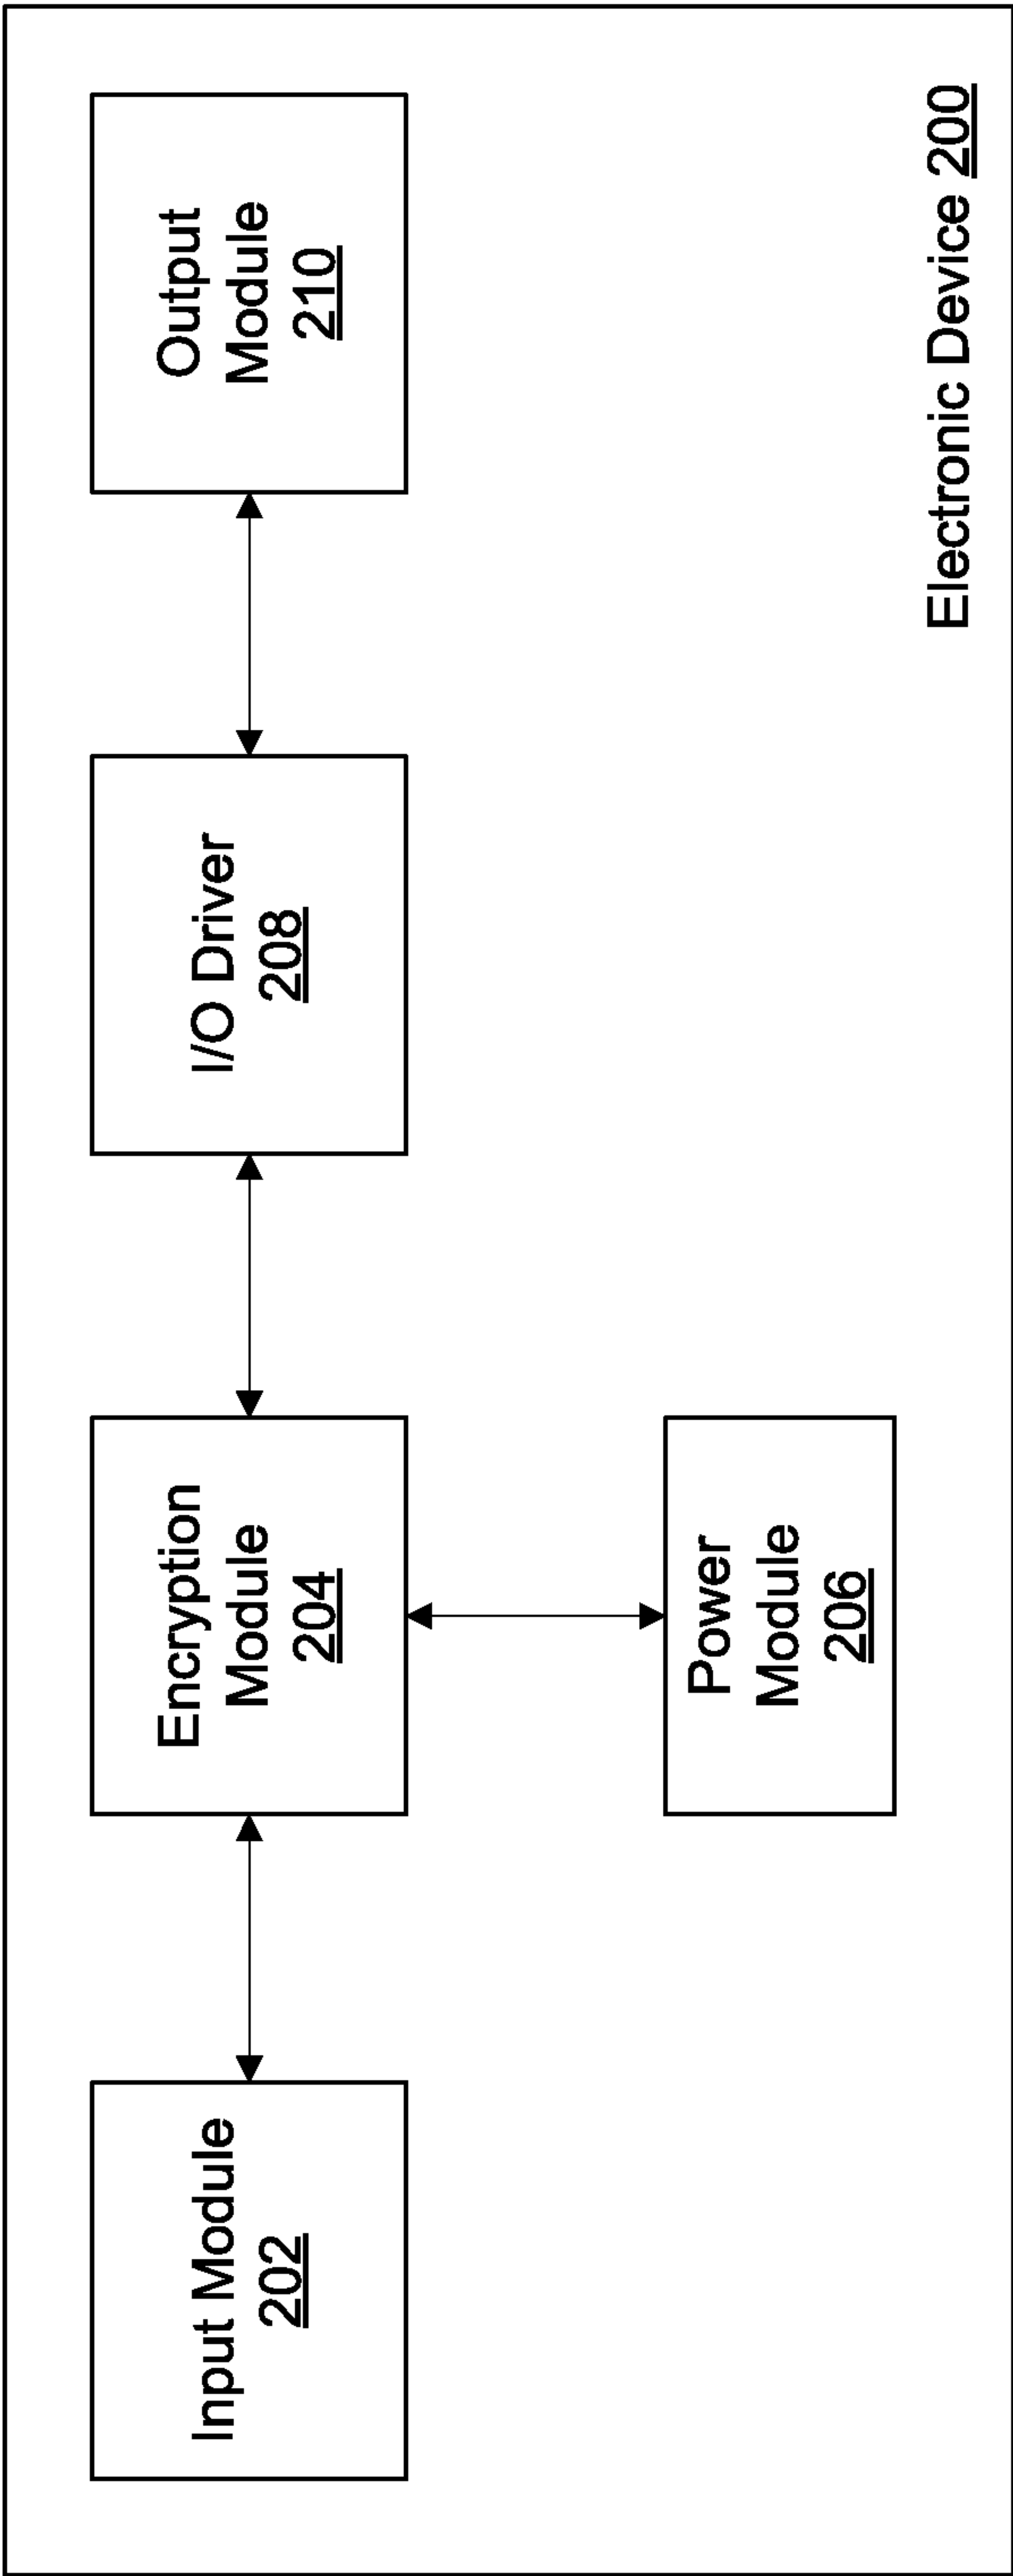 Input Module
202
Encryption
Module
204
I/O Driver
208
Output
Module
210
Power
Module
206
Electronic Device 200